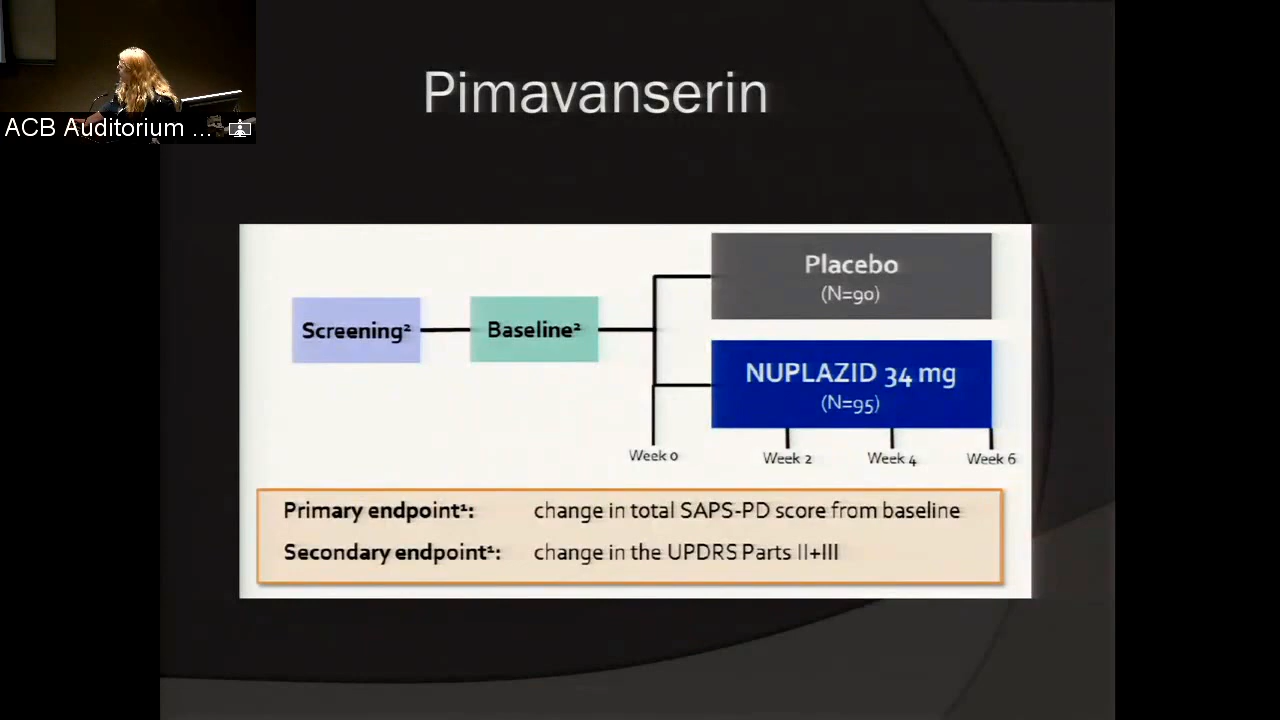 ACB Auditorium ...
Pimavanserin
Placebo
(N=90)
Screening²
Baseline²
NUPLAZID 34 mg
(N=95)
Week 0
Week 2
Week 4
Week 6
Primary endpoint¹: change in total SAPS-PD score from baseline
Secondary endpoint¹: change in the UPDRS Parts II+III